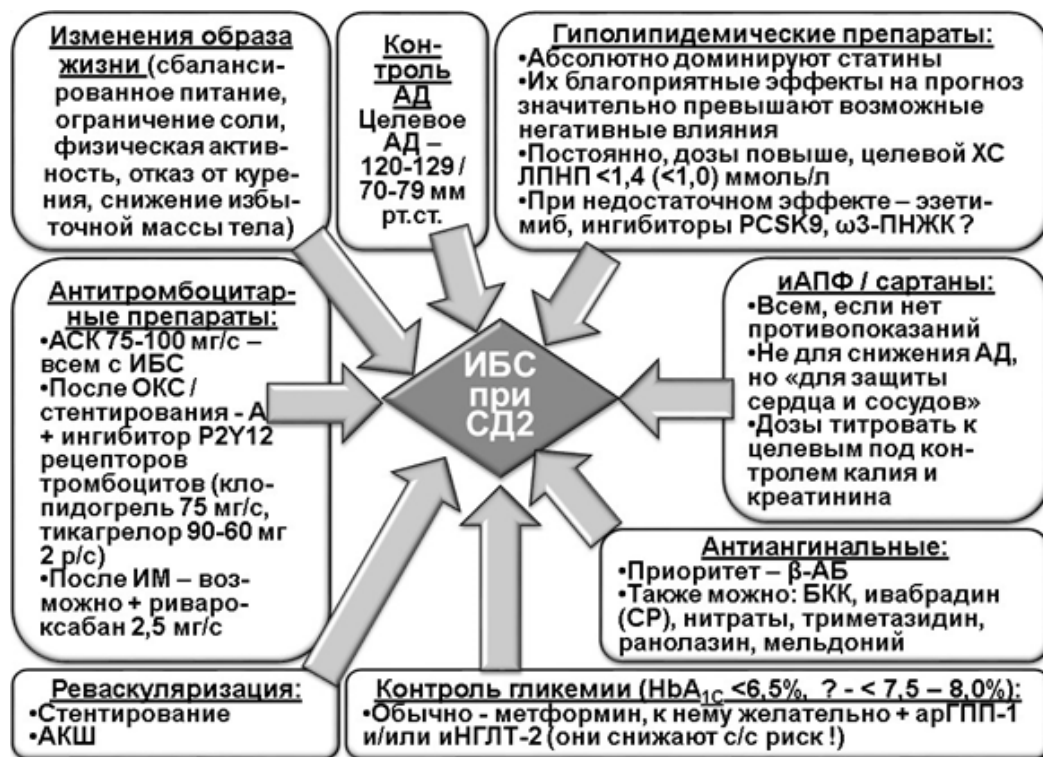 Изменения образа
жизни (сбаланси-
рованное питание,
ограничение соли,
физическая актив-
ность, отказ от куре-
ния, снижение избы-
точной массы тела)
Кон-
троль
АД
Целевое
АД –
120-129 /
70-79 мм
рт.ст.
Гиполипидемические препараты:
•Абсолютно доминируют статины
•Их благоприятные эффекты на прогноз
значительно превышают возможные
негативные влияния
•Постоянно, дозы повыше, целевой ХС
ЛПНП <1,4 (<1,0) ммоль/л
•При недостаточном эффекте – эзети-
миб, ингибиторы PCSK9, ω3-ПНЖК ?
Антитромбоцитар-
ные препараты:
•АСК 75-100 мг/с –
всем с ИБС
•После ОКС /
стентирования - А
+ ингибитор P2Y12
рецепторов
тромбоцитов (кло-
пидогрель 75 мг/с,
тикагрелор 90-60 мг
2 р/с)
•После ИМ – воз-
можно + риваро-
ксабан 2,5 мг/с
ИБС
при
СД2
иАПФ / сартаны:
•Всем, если нет
противопоказаний
•Не для снижения АД,
но «для защиты
сердца и сосудов»
•Дозы титровать к
целевым под кон-
тролем калия и
креатинина
Антиангинальные:
•Приоритет – β-АБ
•Также можно: БКК, ивабрадин
(СР), нитраты, триметазидин,
ранолазин, мельдоний
Реваскуляризация:
•Стентирование
•АКШ
Контроль гликемии (HbA1C <6,5%, ? - < 7,5 – 8,0%):
•Обычно - метформин, к нему желательно + арГПП-1
и/или иНГЛТ-2 (они снижают с/с риск !)